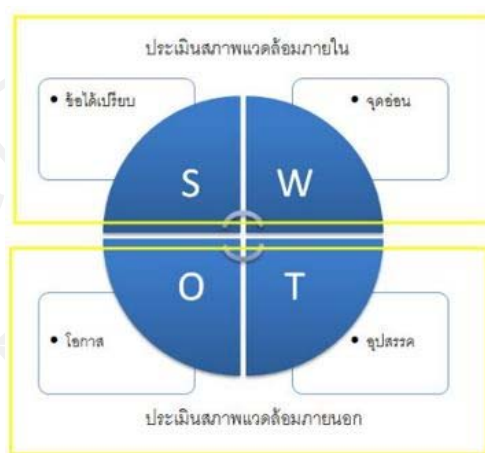 ประเมินสภาพแวดล้อมภายใน
• ข้อได้เปรียบ
• จุดอ่อน
S
W
O
T
• โอกาส
• อุปสรรค
ประเมินสภาพแวดล้อมภายนอก